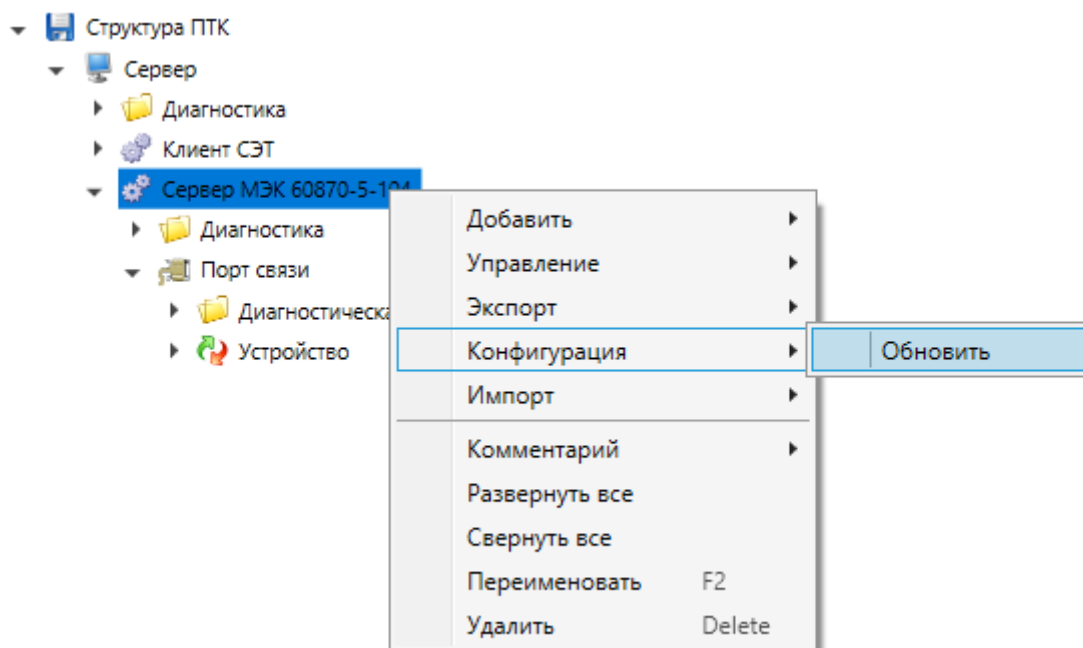 Структура ПТК
Сервер
Диагностика
Клиент СЭТ
Сервер МЭК 60870-5-104
Диагностика
Порт связи
Устройство
Добавить
Управление
Экспорт
Конфигурация
Обновить
Импорт
Комментарий
Развернуть все
Свернуть все
Переименовать F2
Удалить Delete